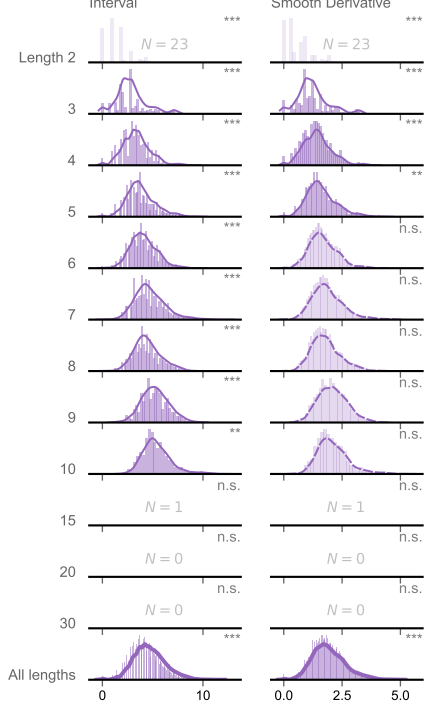 Interval Smooth Derivative
*** ***
N = 23 N = 23
Length 2
*** ***
3
*** ***
4
*** **
5
*** n.s.
6
*** n.s.
7
*** n.s.
8
*** n.s.
9
** n.s.
10
n.s. n.s.
N = 1 N = 1
15
n.s. n.s.
N = 0 N = 0
20
n.s. n.s.
N = 0 N = 0
30
*** ***
All lengths
0 10 0.0 2.5 5.0